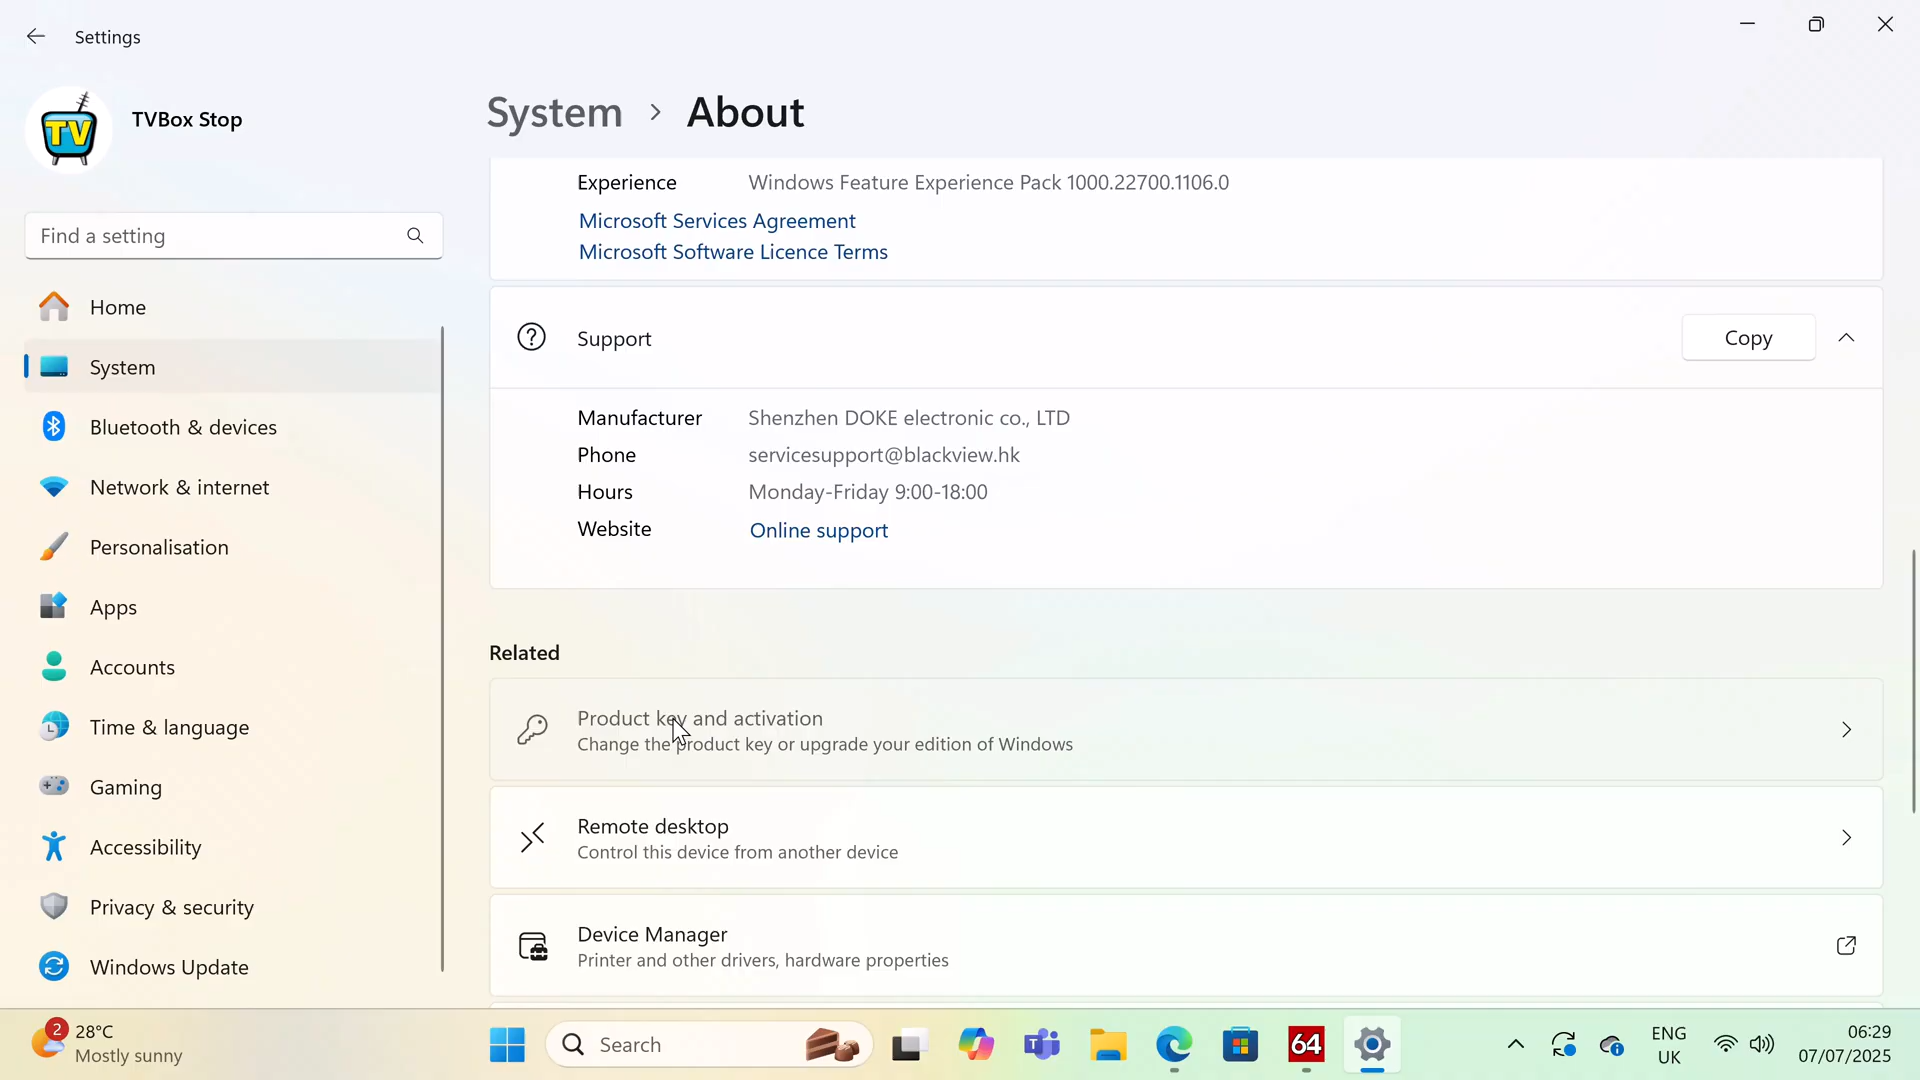 Settings
TV
TVBox Stop
Find a setting
Home
System
Bluetooth & devices
Network & internet
Personalisation
Apps
Accounts
Time & language
Gaming
Accessibility
Privacy & security
Windows Update
System > About
Experience Windows Feature Experience Pack 1000.22700.1106.0
Microsoft Services Agreement
Microsoft Software Licence Terms
Support Copy
Manufacturer Shenzhen DOKE electronic co., LTD
Phone servicesupport@blackview.hk
Hours Monday-Friday 9:00-18:00
Website Online support
Related
Product key and activation
Change the product key or upgrade your edition of Windows
Remote desktop
Control this device from another device
Device Manager
Printer and other drivers, hardware properties
2
28°C
Mostly sunny
Search
64
ENG
UK
06:29
07/07/2025